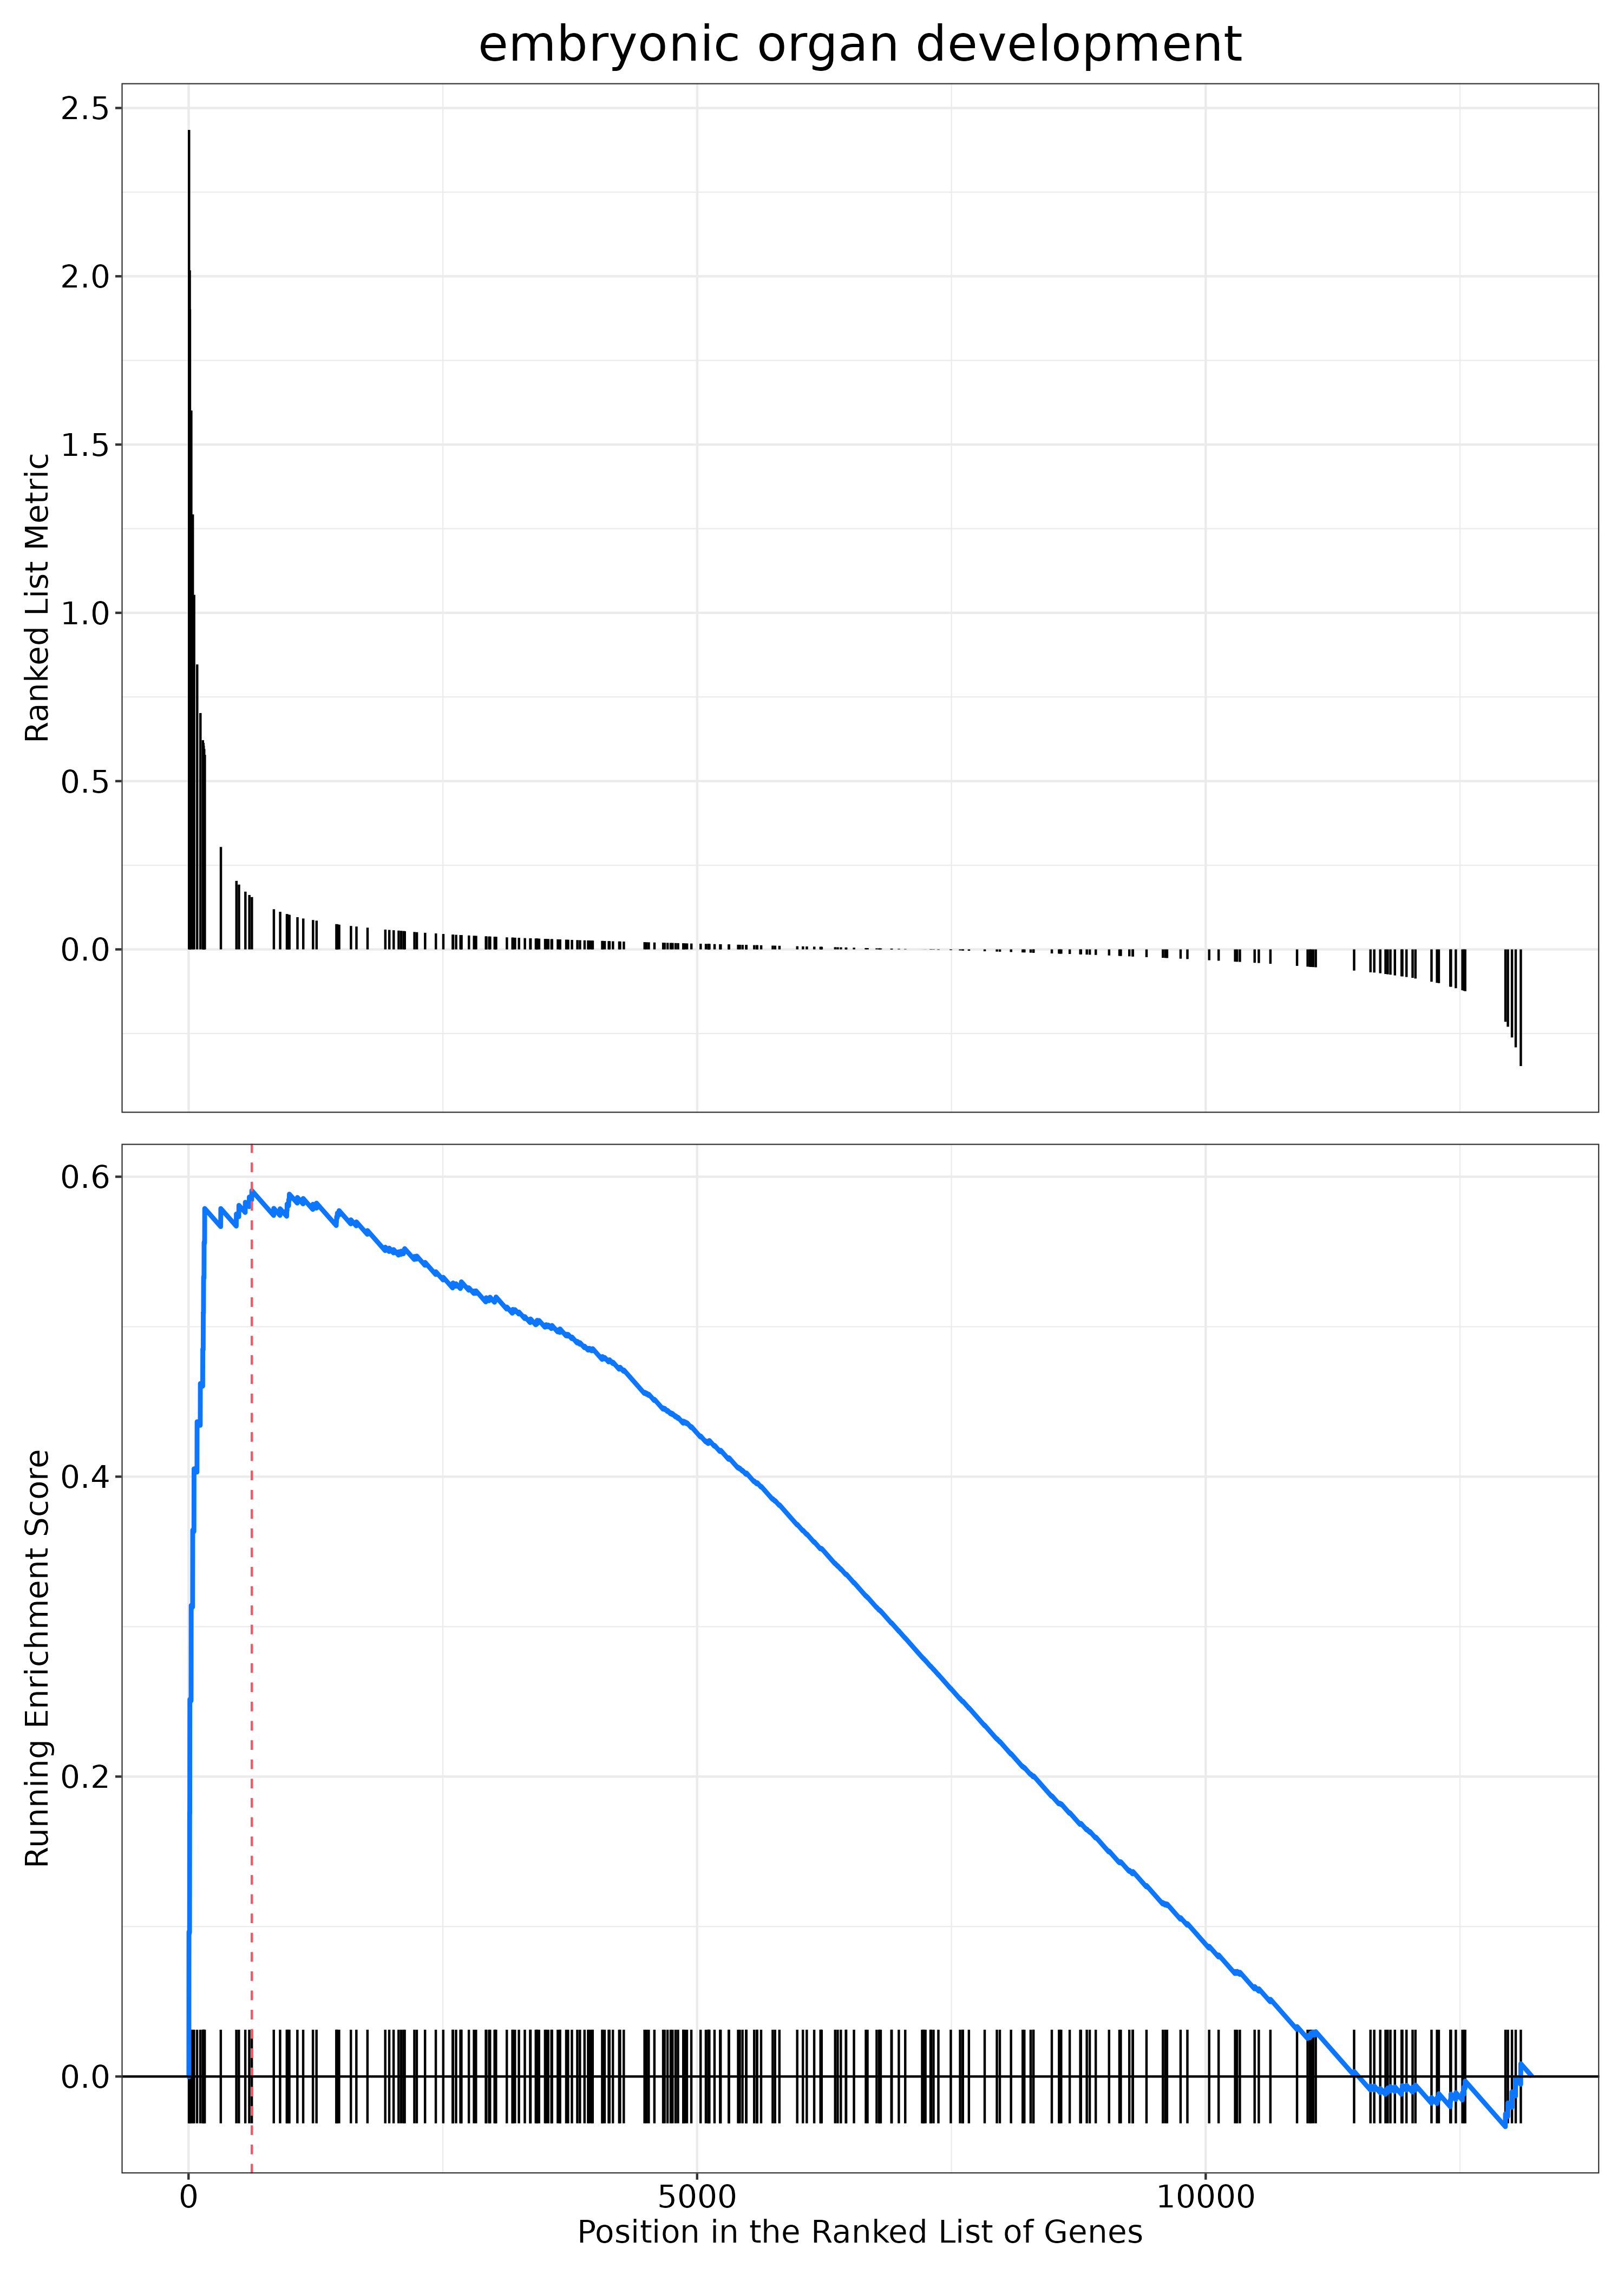 embryonic organ development
2.5
2.0
1.5
1.0
0.5
0.0
Ranked List Metric
0.6
0.4
0.2
0.0
Running Enrichment Score
0 5000 10000
Position in the Ranked List of Genes